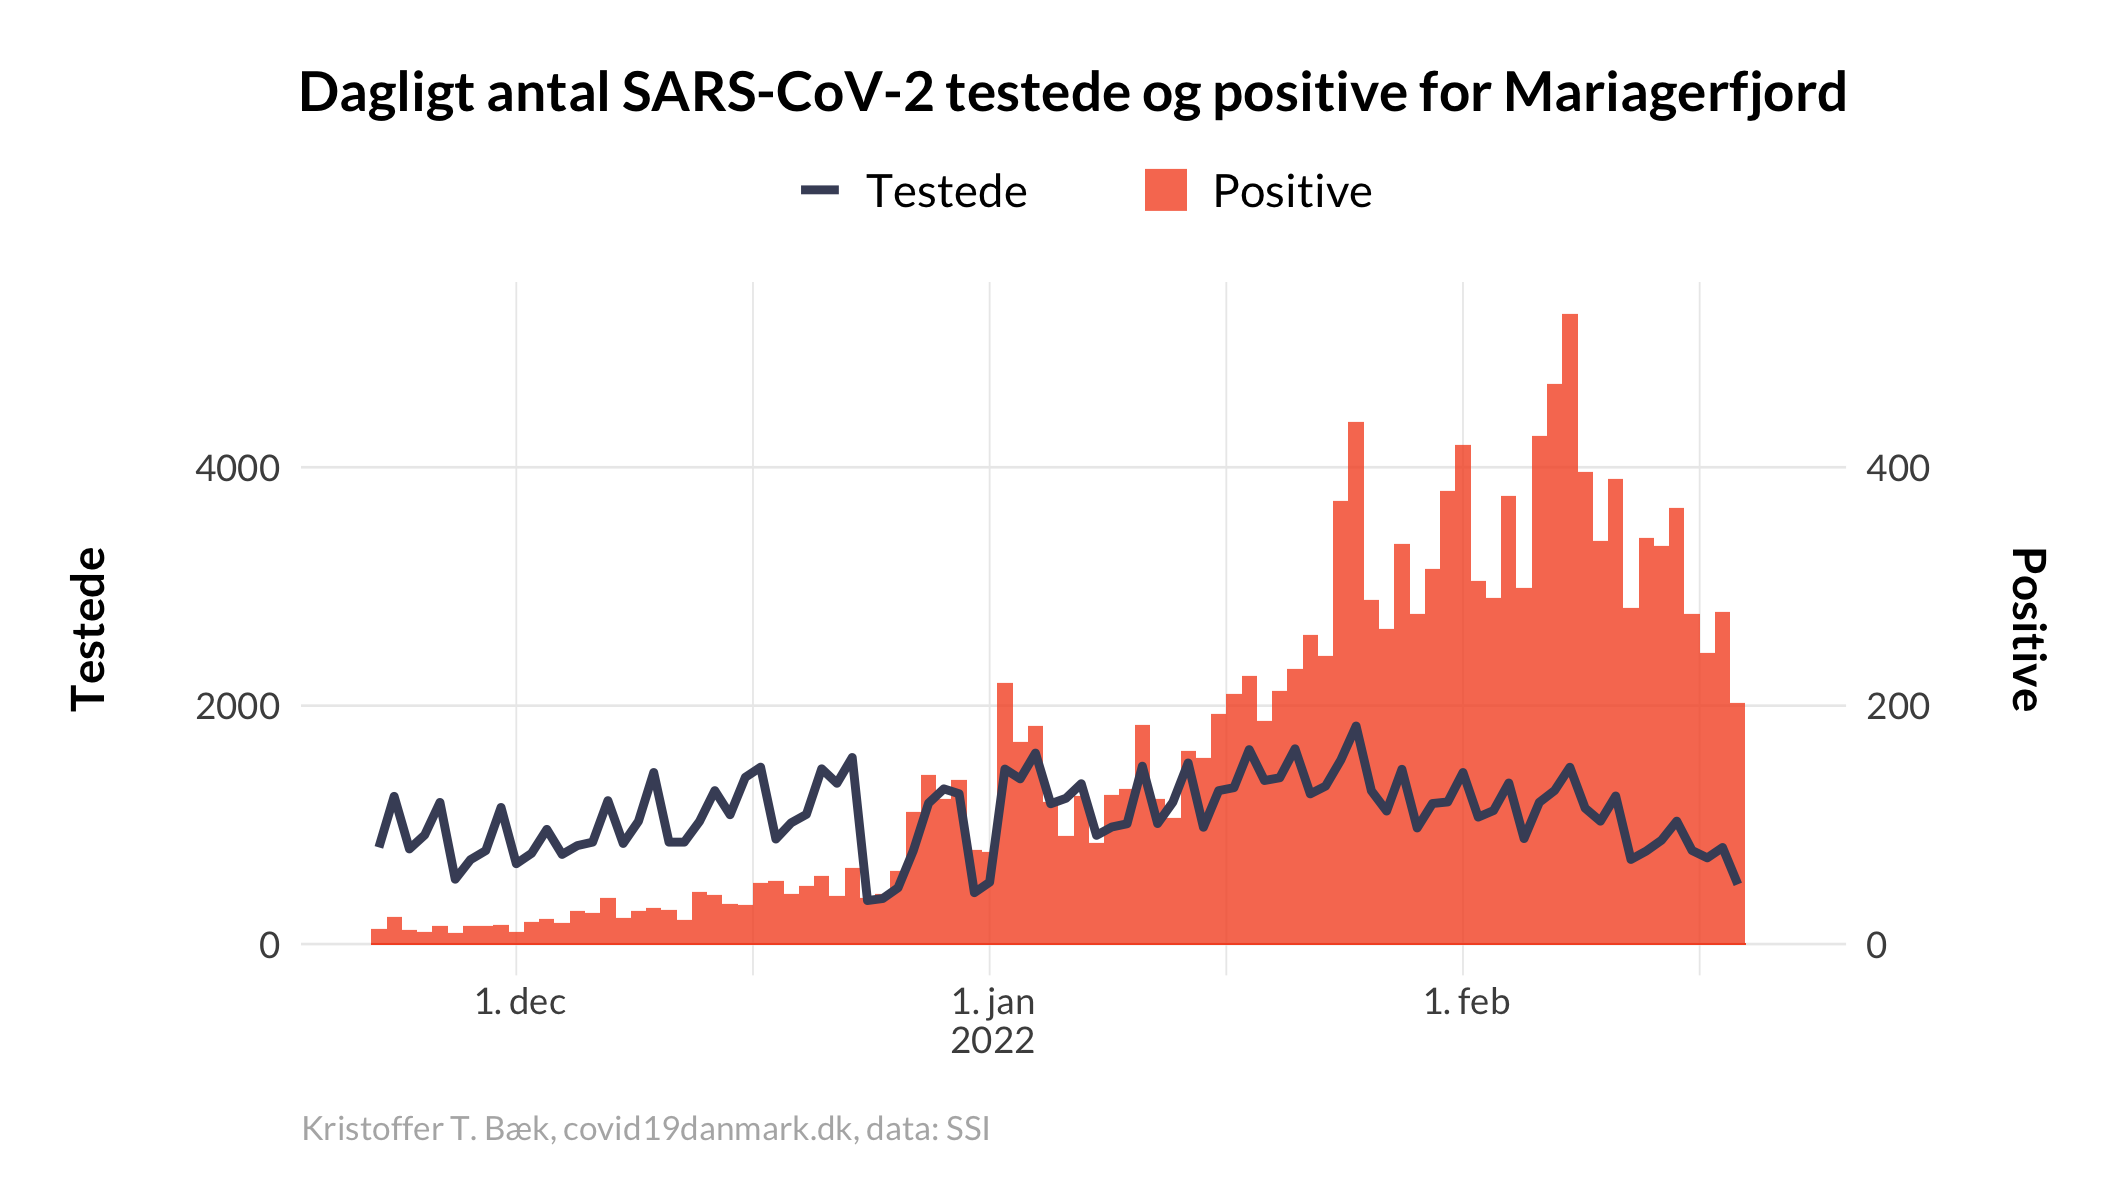 Dagligt antal SARS-CoV-2 testede og positive for Mariagerfjord
Testede
Positive
Testede
4000
2000
0
400
200
0
Positive
1. dec
1. jan
2022
1. feb
Kristoffer T. Bæk, covid19danmark.dk, data: SSI